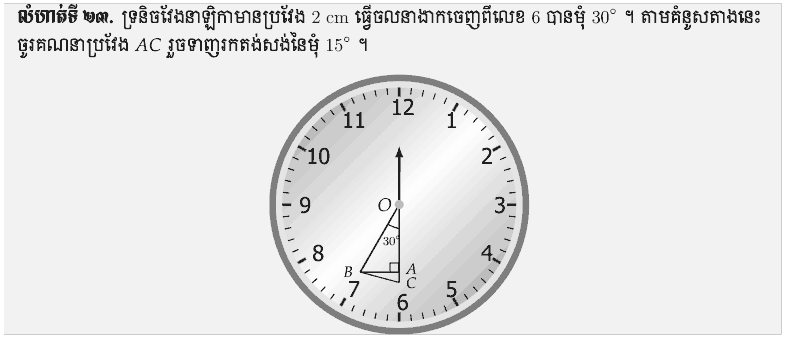 លំហាត់ទី ២៣. ទ្រនិចវែងនាឡិកាមានប្រវែង 2 cm ធ្វើចលនាងាកចេញពីលេខ 6 បានមុំ 30° ។ តាមគំនូសតាងនេះ
ចូរគណនាប្រវែង AC រួចទាញរកតង់សង់នៃមុំ 15° ។
12
11
1
10
2
9
O
3
30°
8
4
B
A
C
7
5
6